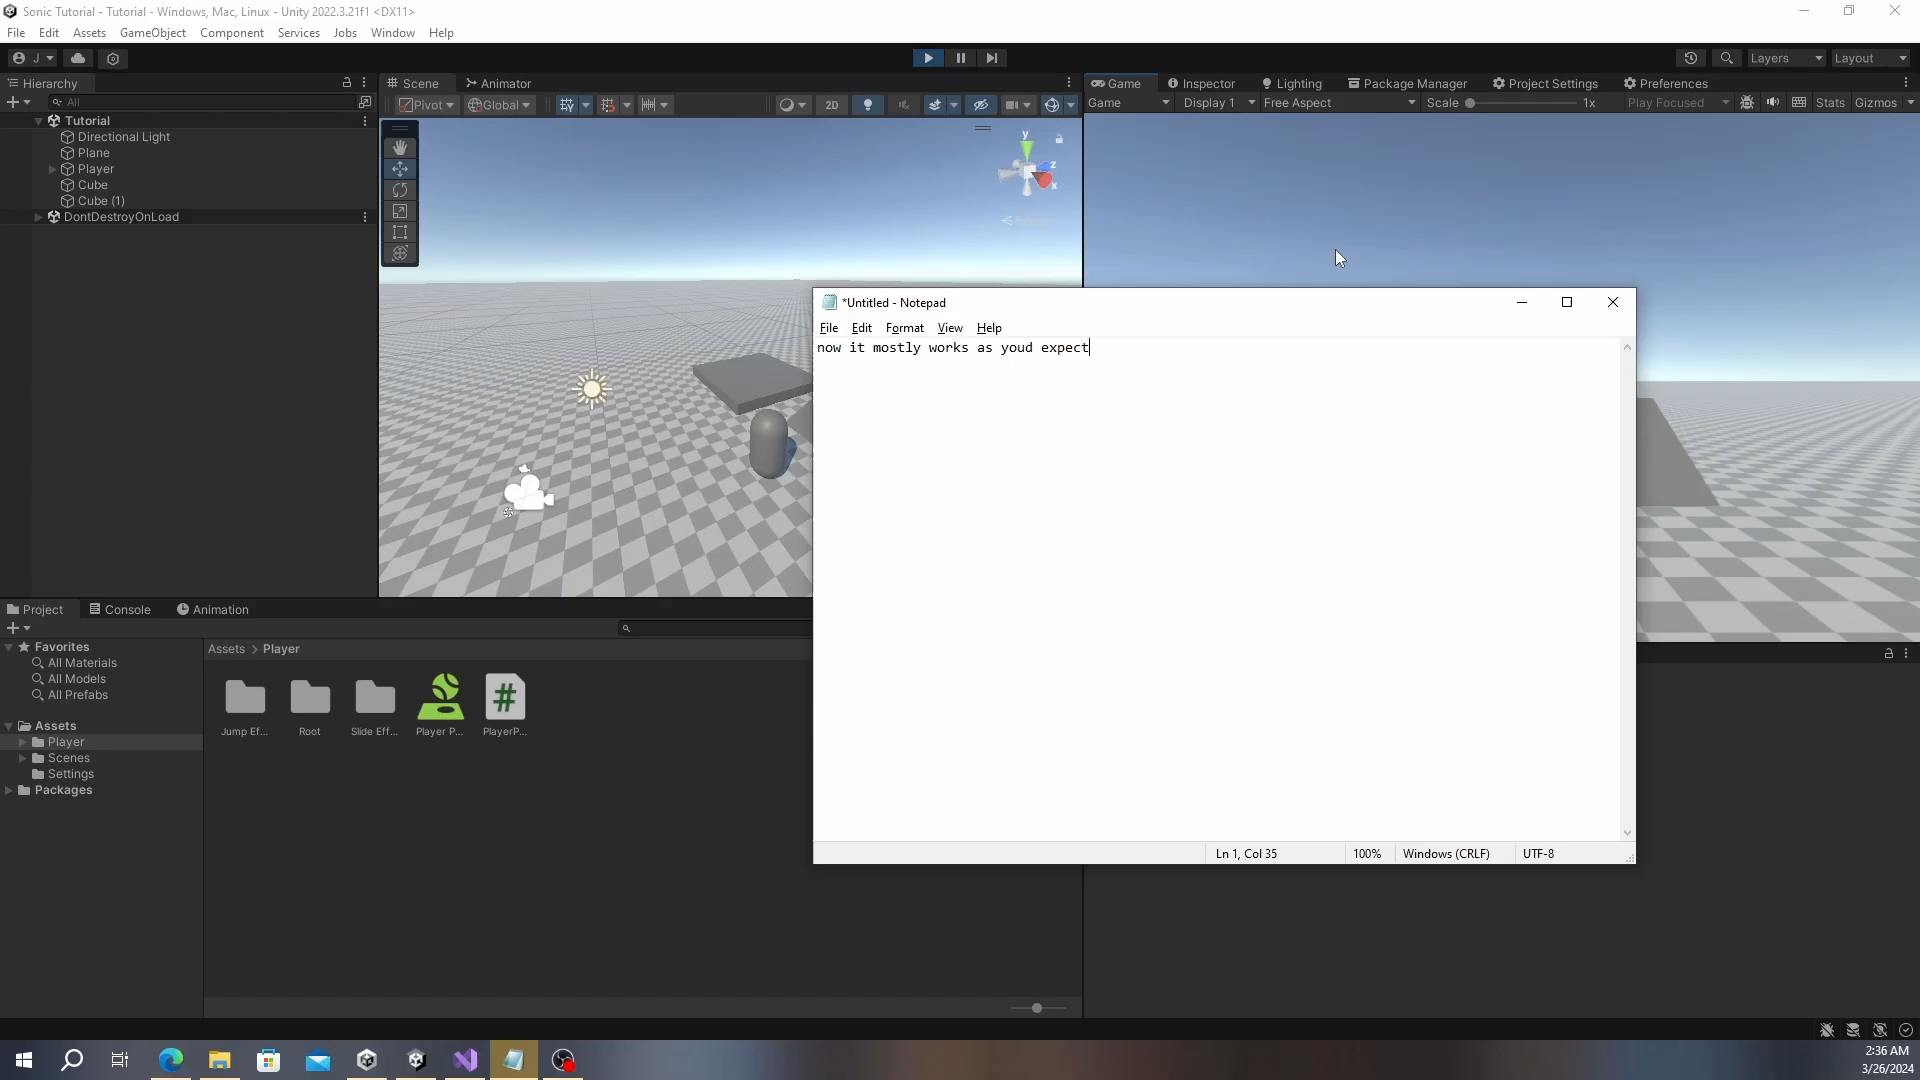 Sonic Tutorial - Tutorial - Windows, Mac, Linux - Unity 2022.3.21f1 <DX11>
File Edit Assets GameObject Component Services Jobs Window Help
J Layers Layout
Hierarchy
Scene Animator
Game Inspector Lighting Package Manager Project Settings Preferences
All
Pivot Global 2D
Game Display 1 Free Aspect Scale 1x Play Focused Stats Gizmos
Tutorial
Directional Light
Plane
Player
Cube
Cube (1)
DontDestroyOnLoad
y
z
x
*Untitled - Notepad
File Edit Format View Help
now it mostly works as youd expect
Ln 1, Col 35 100% Windows (CRLF) UTF-8
Project Console Animation
Favorites
All Materials
All Models
All Prefabs
Assets
Player
Scenes
Settings
Packages
Assets > Player
Jump Ef... Root Slide Eff... Player P... PlayerP...
2:36 AM
3/26/2024